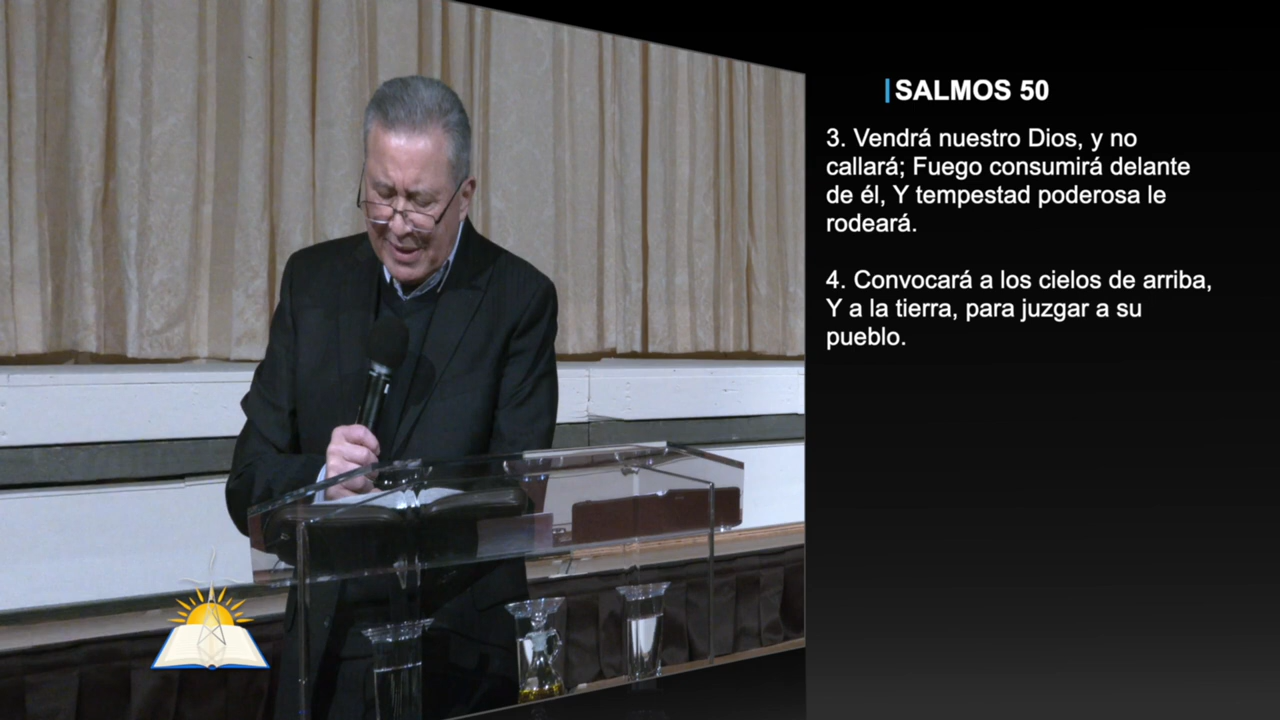 SALMOS 50
3. Vendrá nuestro Dios, y no
callará; Fuego consumirá delante
de él, Y tempestad poderosa le
rodeará.
4. Convocará a los cielos de arriba,
Y a la tierra, para juzgar a su
pueblo.